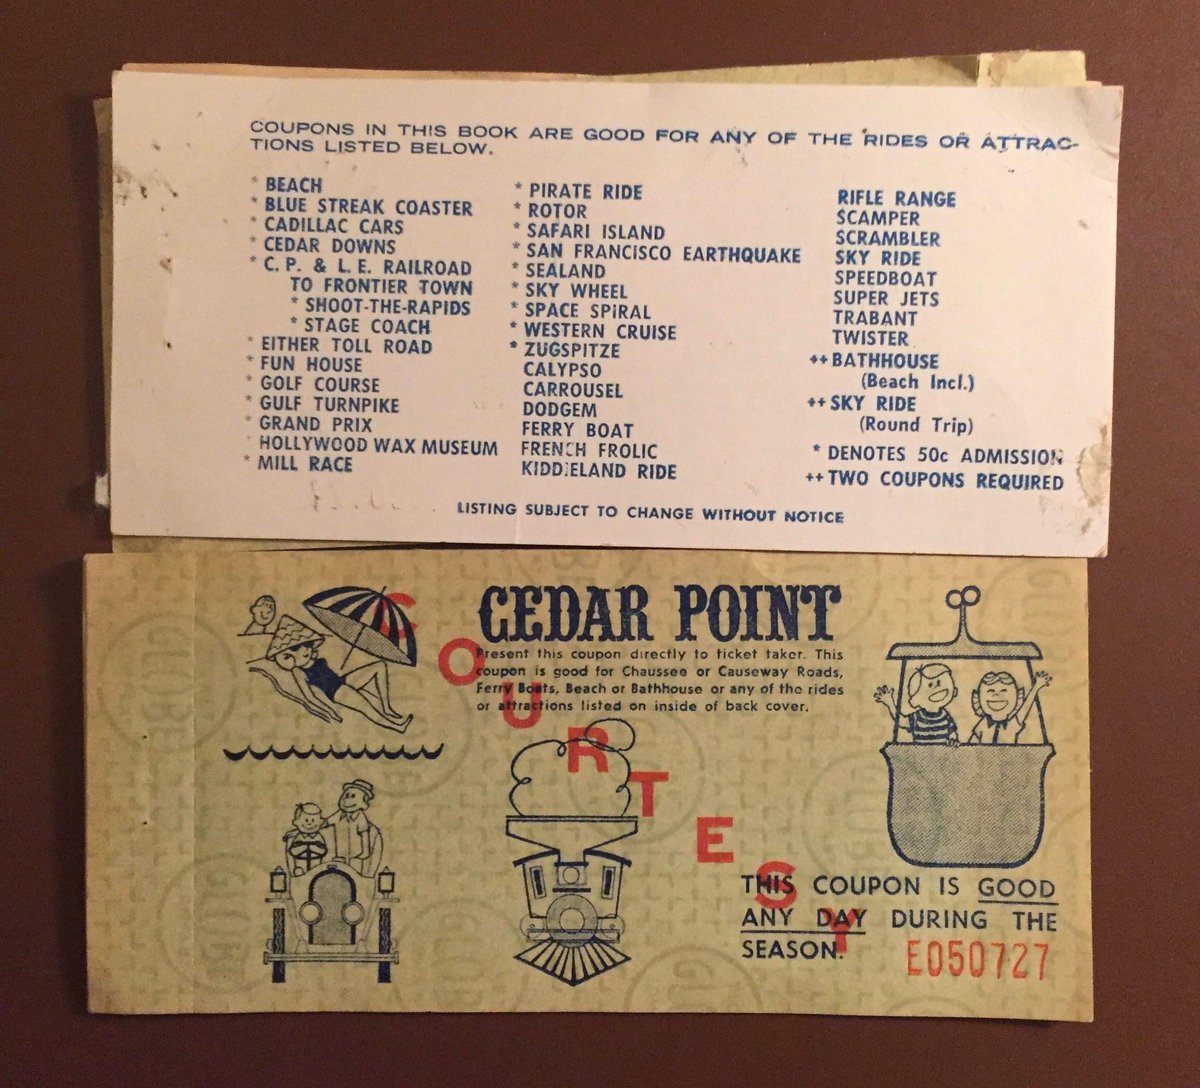 COUPONS IN THIS BOOK ARE GOOD FOR ANY OF THE RIDES OR ATTRAC-
TIONS LISTED BELOW.
* BEACH
* BLUE STREAK COASTER
* CADILLAC CARS
* CEDAR DOWNS
* C. P. & L. E. RAILROAD
TO FRONTIER TOWN
* SHOOT-THE-RAPIDS
* STAGE COACH
* EITHER TOLL ROAD
* FUN HOUSE
* GOLF COURSE
* GULF TURNPIKE
* GRAND PRIX
* HOLLYWOOD WAX MUSEUM
* MILL RACE
* PIRATE RIDE
* ROTOR
* SAFARI ISLAND
* SAN FRANCISCO EARTHQUAKE
* SEALAND
* SKY WHEEL
* SPACE SPIRAL
* WESTERN CRUISE
* ZUGSPITZE
CALYPSO
CARROUSEL
DODGEM
FERRY BOAT
FRENCH FROLIC
KIDDIELAND RIDE
RIFLE RANGE
SCAMPER
SCRAMBLER
SKY RIDE
SPEEDBOAT
SUPER JETS
TRABANT
TWISTER
++BATHHOUSE
(Beach Incl.)
++SKY RIDE
(Round Trip)
* DENOTES 50c ADMISSION
++TWO COUPONS REQUIRED
LISTING SUBJECT TO CHANGE WITHOUT NOTICE
CEDAR POINT
Present this coupon directly to ticket taker. This
coupon is good for Chaussee or Causeway Roads,
Ferry Boats, Beach or Bathhouse or any of the rides
or attractions listed on inside of back cover.
COURTESY
THIS COUPON IS GOOD
ANY DAY DURING THE
SEASON.
E050727